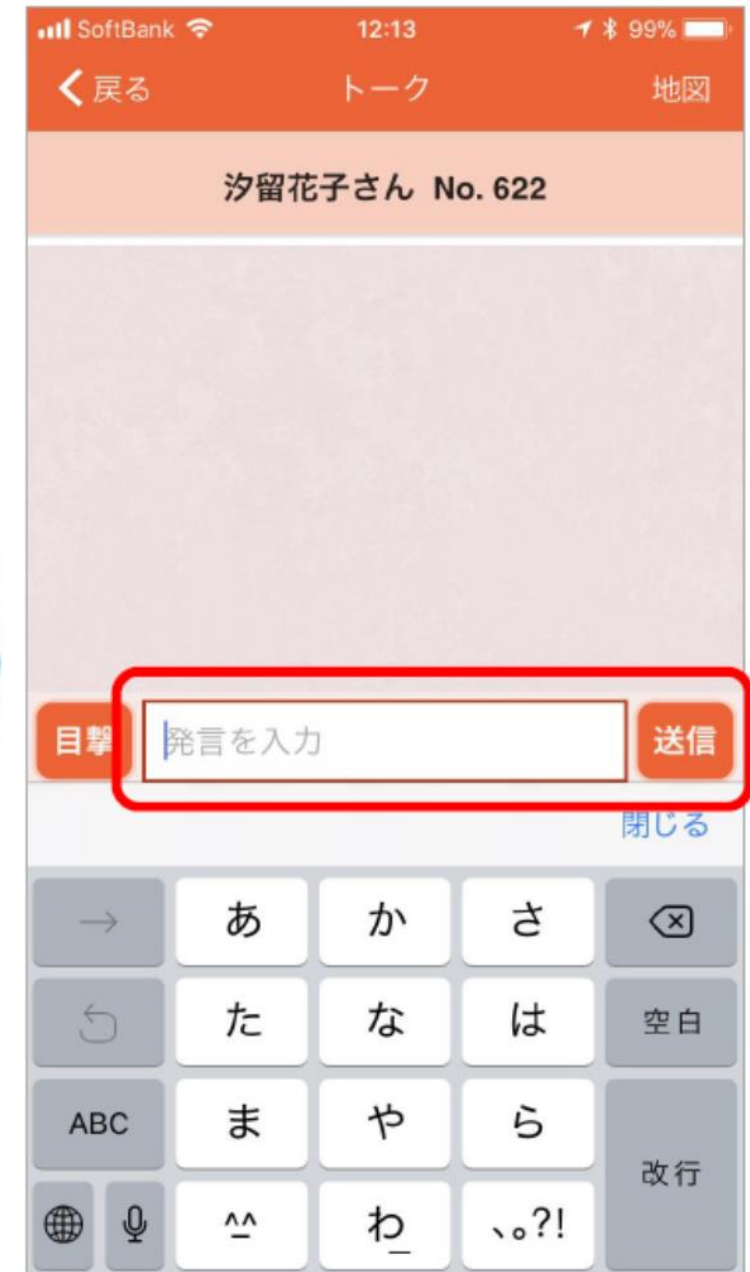 SoftBank 12:13 99%
戻る トーク 地図
汐留花子さん No. 622
目撃 発言を入力 送信
閉じる
→ あ か さ
た な は 空白
ABC ま や ら 改行
^^ わ 、。?!